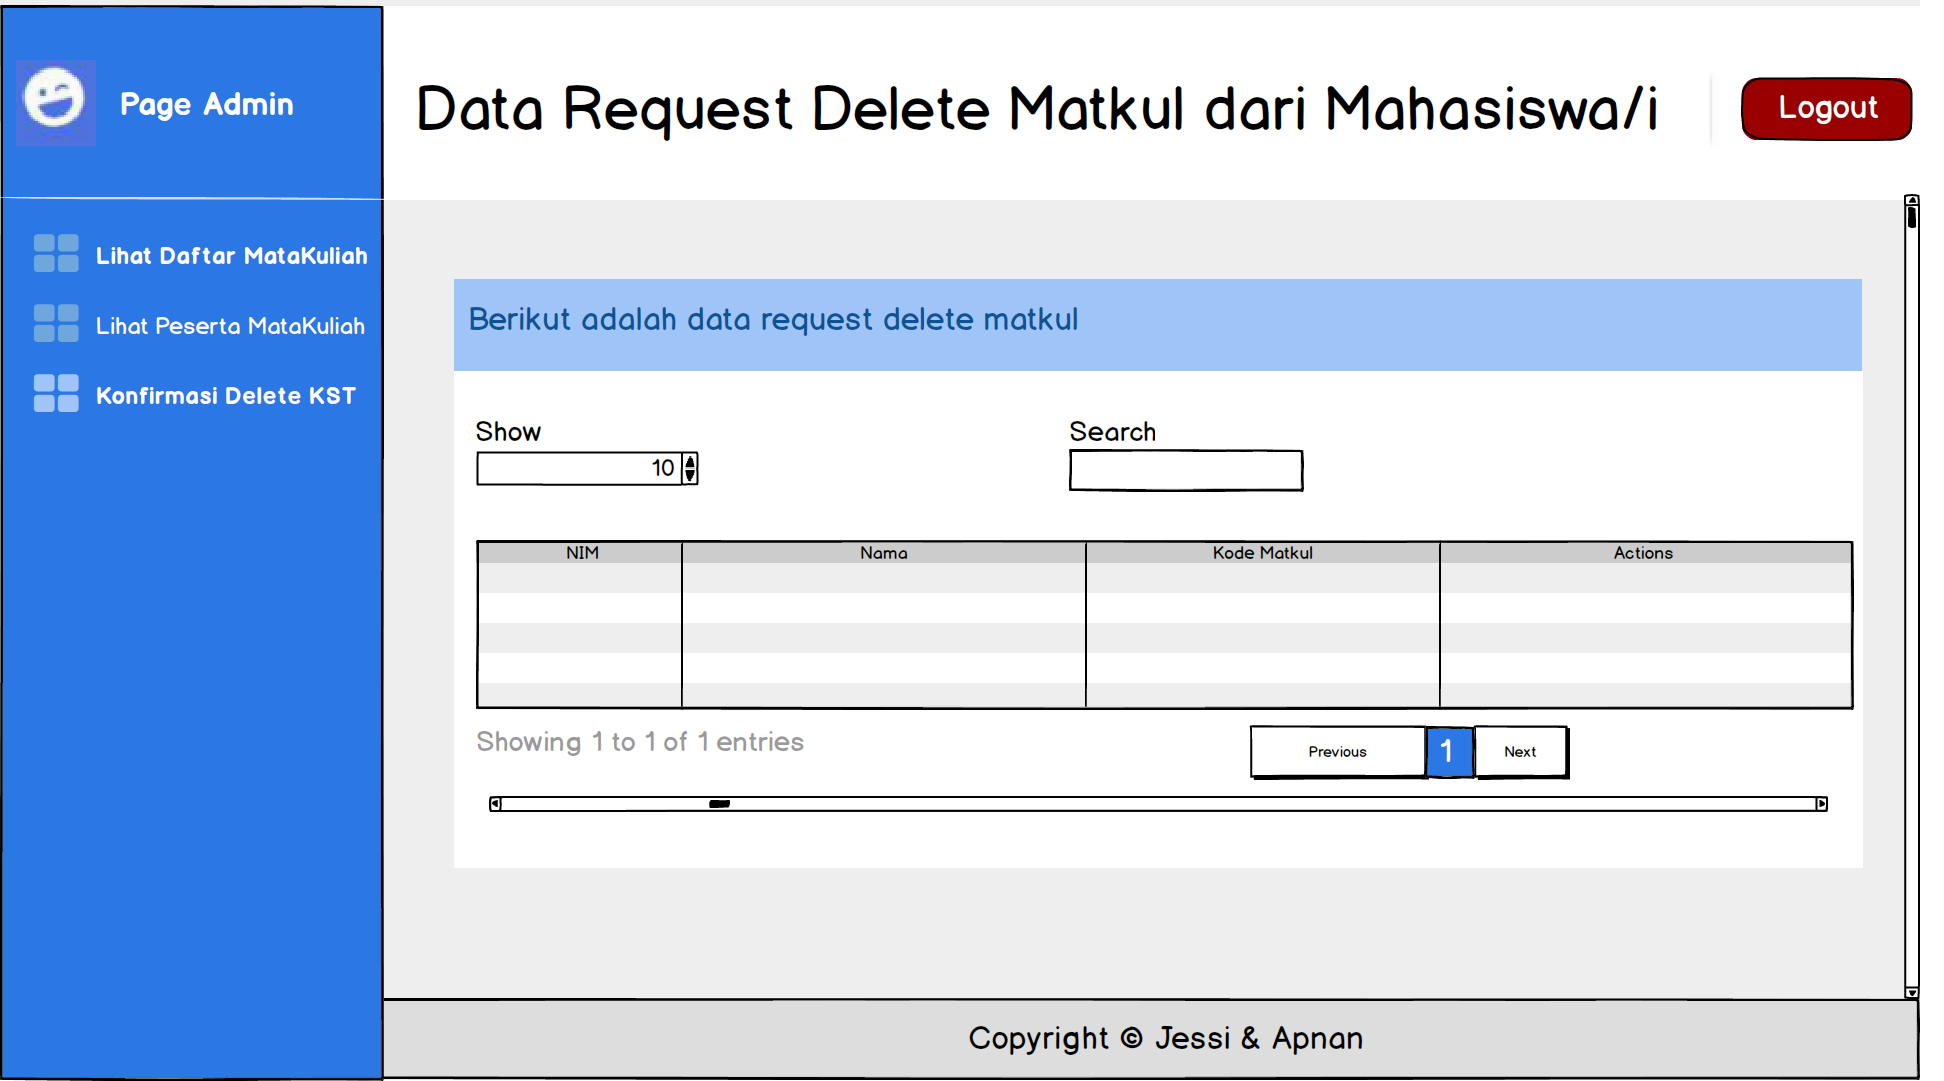 Page Admin
Data Request Delete Matkul dari Mahasiswa/i
Logout
Lihat Daftar MataKuliah
Lihat Peserta MataKuliah
Konfirmasi Delete KST
Berikut adalah data request delete matkul
Show
Search
10
NIM Nama Kode Matkul Actions
Showing 1 to 1 of 1 entries
Previous 1 Next
Copyright © Jessi & Apnan